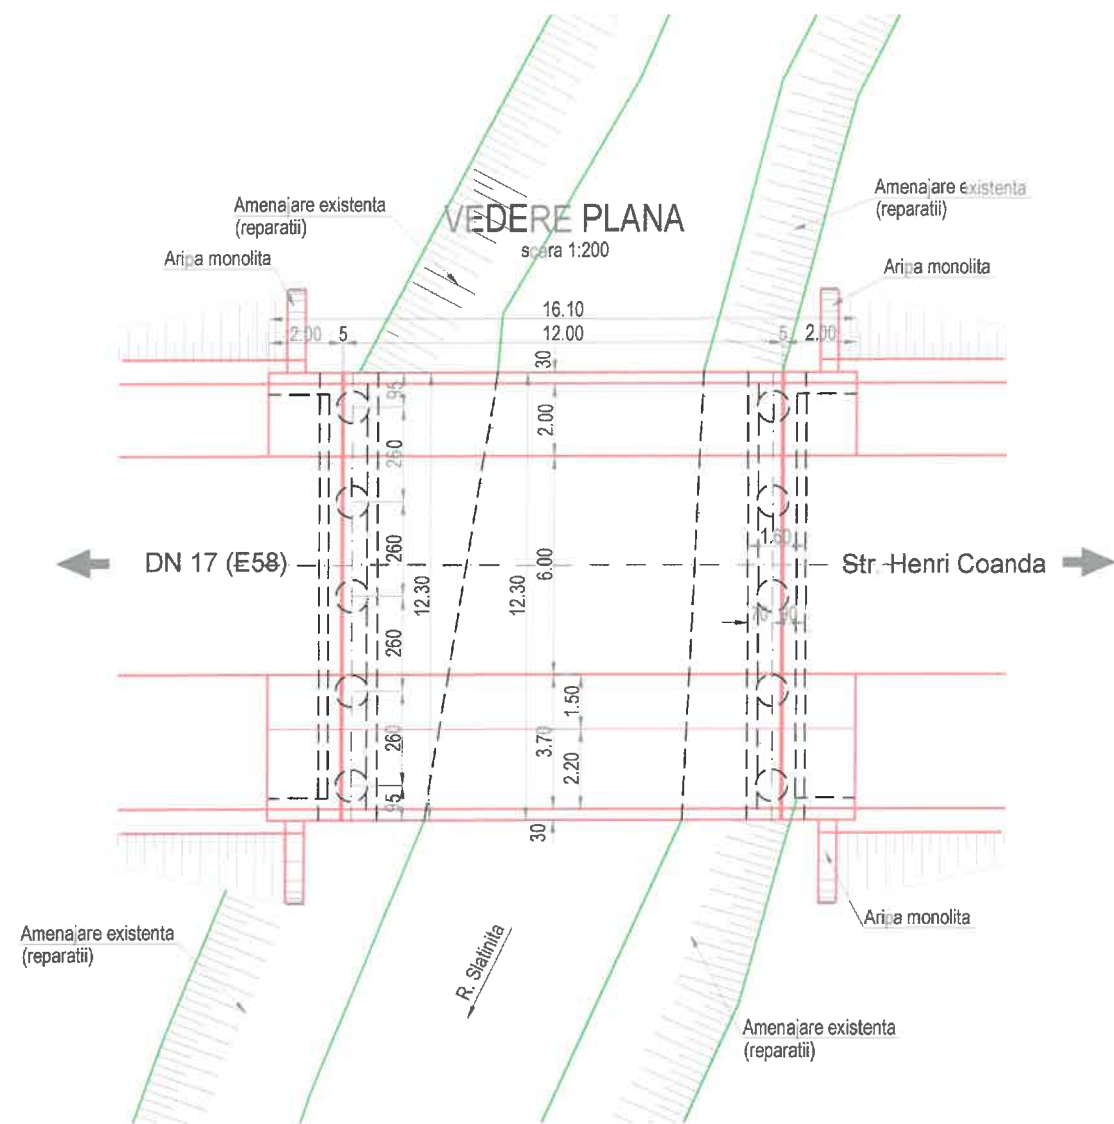 Amenajare existenta
(reparatii)
VEDERE PLANA
scara 1:200
Amenajare existenta
(reparatii)
Aripa monolita
Aripa monolita
16.10
2.00
5
12.00
5
2.00
30
95
2.00
260
DN 17 (E58)
260
12.30
12.30
6.00
1.60
Str. Henri Coanda
70
90
260
1.50
260
3.70
2.20
95
30
Aripa monolita
Amenajare existenta
(reparatii)
R. Slatinita
Amenajare existenta
(reparatii)